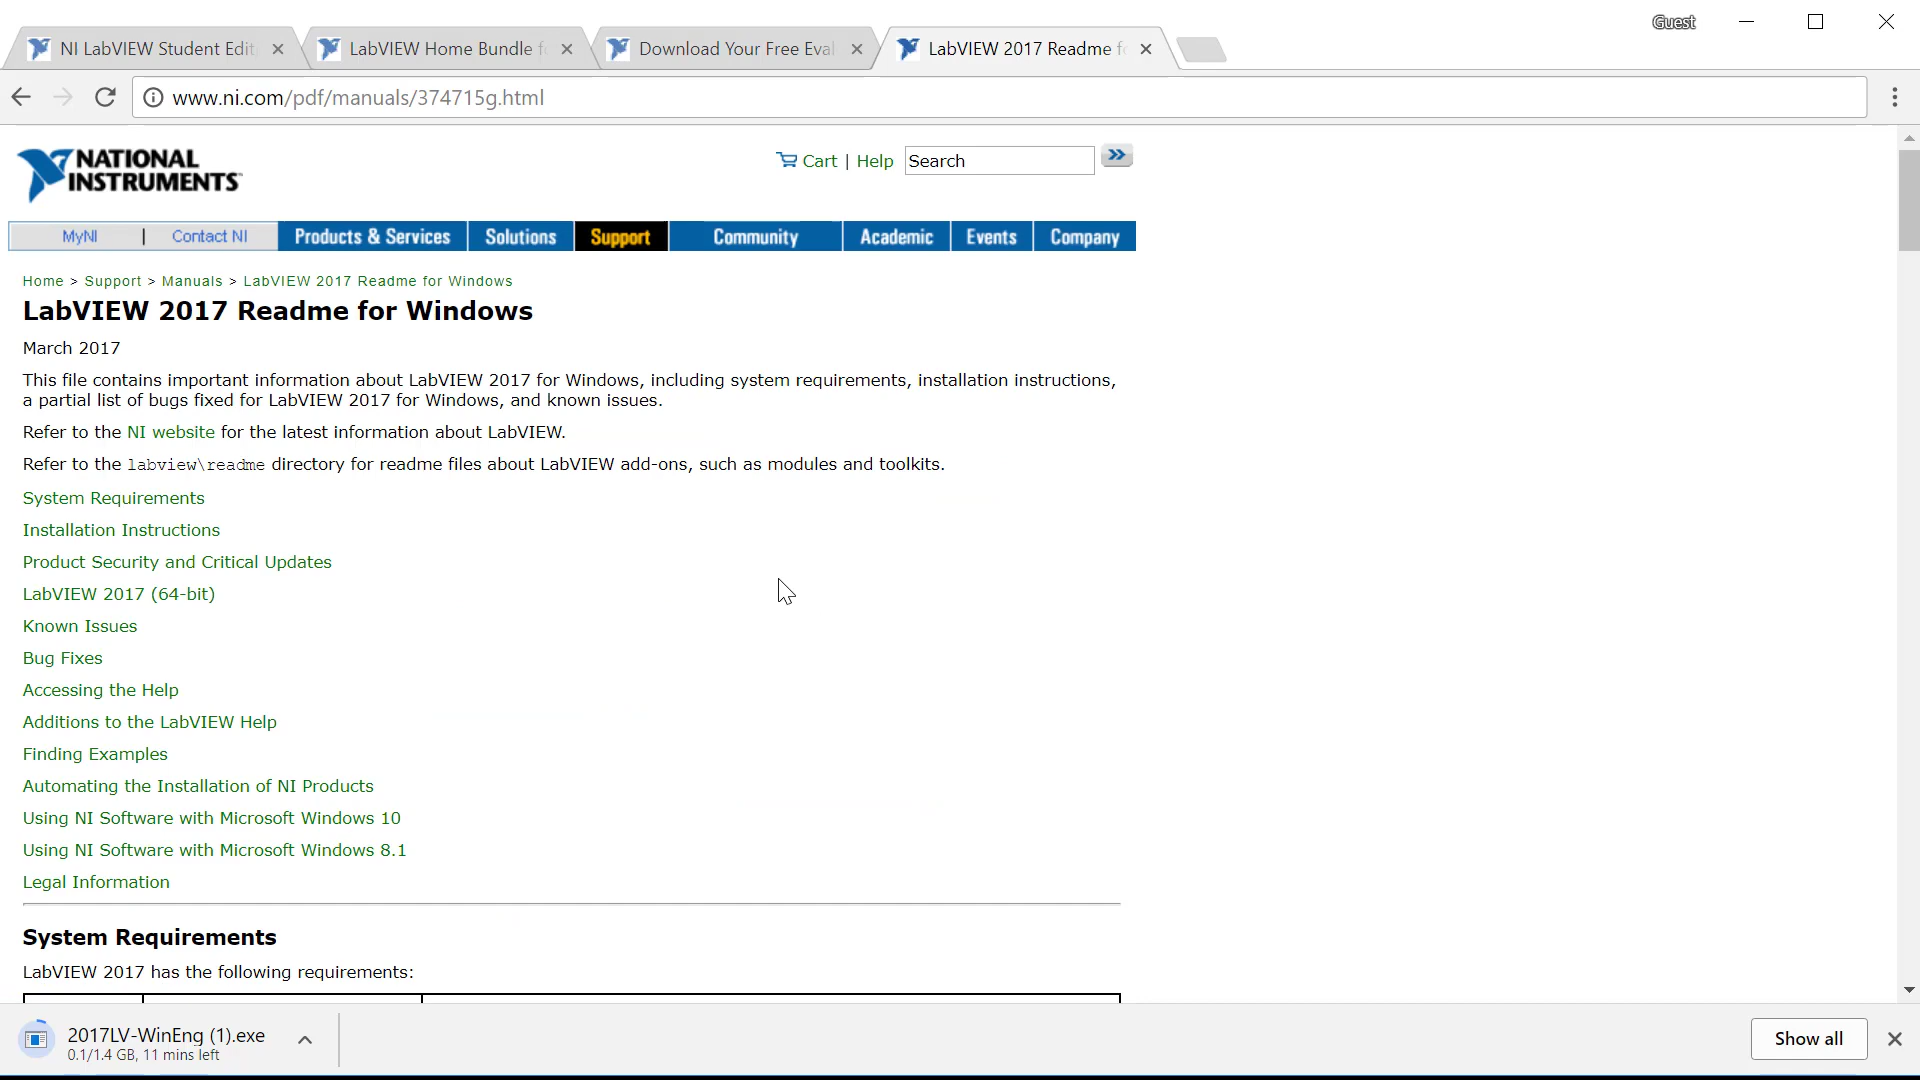 Guest
NI LabVIEW Student Edit
LabVIEW Home Bundle f
Download Your Free Eval
LabVIEW 2017 Readme f
www.ni.com/pdf/manuals/374715g.html
NATIONAL
INSTRUMENTS™
Cart | Help Search
MyNI | Contact NI Products & Services Solutions Support Community Academic Events Company
Home > Support > Manuals > LabVIEW 2017 Readme for Windows
LabVIEW 2017 Readme for Windows
March 2017
This file contains important information about LabVIEW 2017 for Windows, including system requirements, installation instructions,
a partial list of bugs fixed for LabVIEW 2017 for Windows, and known issues.
Refer to the NI website for the latest information about LabVIEW.
Refer to the labview\readme directory for readme files about LabVIEW add-ons, such as modules and toolkits.
System Requirements
Installation Instructions
Product Security and Critical Updates
LabVIEW 2017 (64-bit)
Known Issues
Bug Fixes
Accessing the Help
Additions to the LabVIEW Help
Finding Examples
Automating the Installation of NI Products
Using NI Software with Microsoft Windows 10
Using NI Software with Microsoft Windows 8.1
Legal Information
System Requirements
LabVIEW 2017 has the following requirements:
2017LV-WinEng (1).exe
0.1/1.4 GB, 11 mins left
Show all